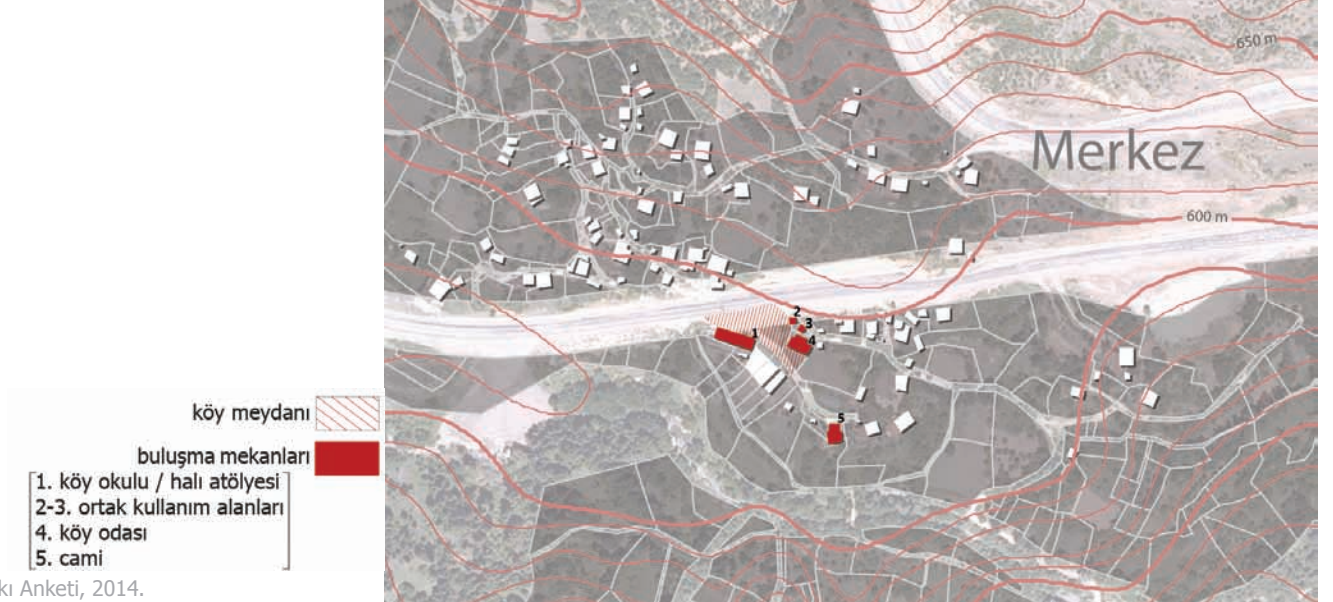 650 m
Merkez
600 m
2
3
1
4
5
köy meydanı
buluşma mekanları
1. köy okulu / halı atölyesi
2-3. ortak kullanım alanları
4. köy odası
5. cami
Anketi, 2014.